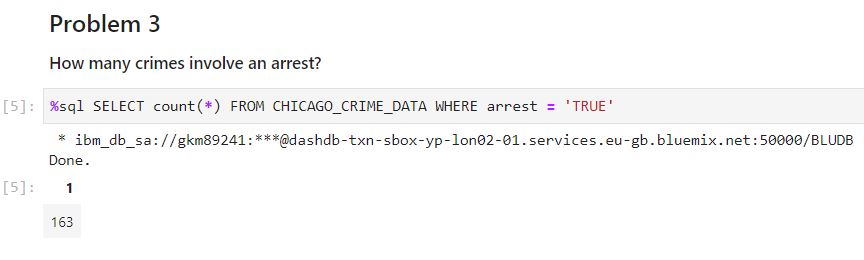 Problem 3
How many crimes involve an arrest?
[5]: %sql SELECT count(*) FROM CHICAGO_CRIME_DATA WHERE arrest = 'TRUE'
* ibm_db_sa://gkm89241:***@dashdb-txn-sbox-yp-lon02-01.services.eu-gb.bluemix.net:50000/BLUDB
Done.
[5]: 1
163